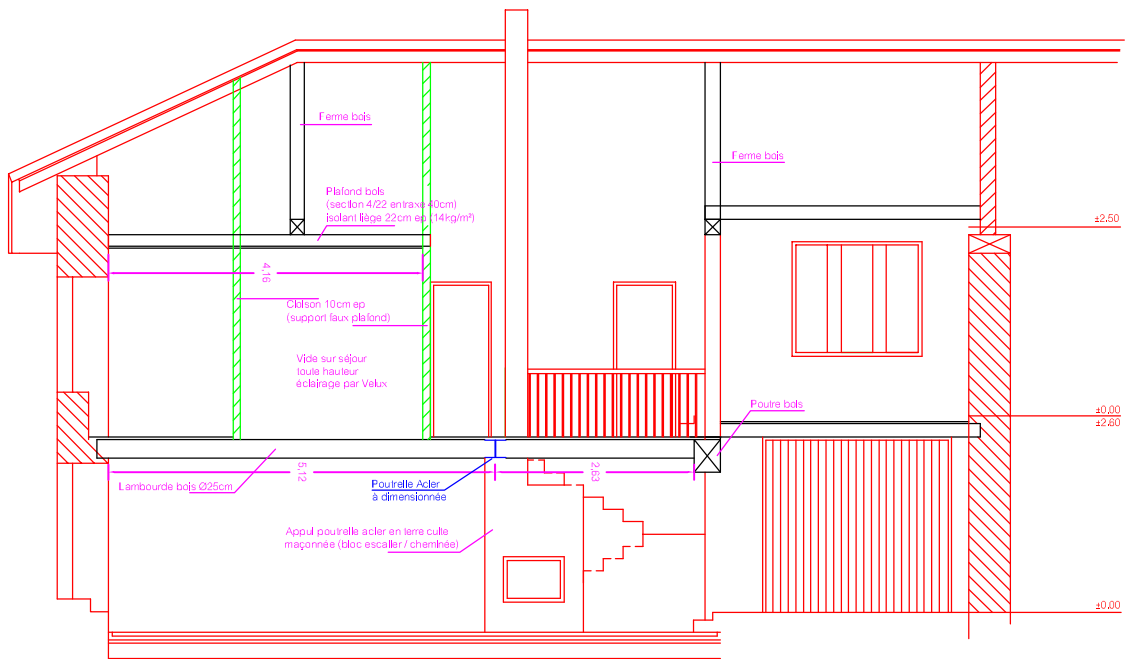 Ferme bois
Ferme bois
Plafond bois
(section 4/22 entraxe 40cm)
isolant liège 22cm ep (14kg/m²)
±2.50
4,16
Cloison 10cm ep
(support faux plafond)
Vide sur séjour
toute hauteur
éclairage par Velux
Poutre bois
±0.00
±2.60
5,12
2,63
Lambourde bois Ø25cm
Poutrelle Acier
à dimensionnée
Appui poutrelle acier en terre cuite
maçonnée (bloc escalier / cheminée)
±0.00